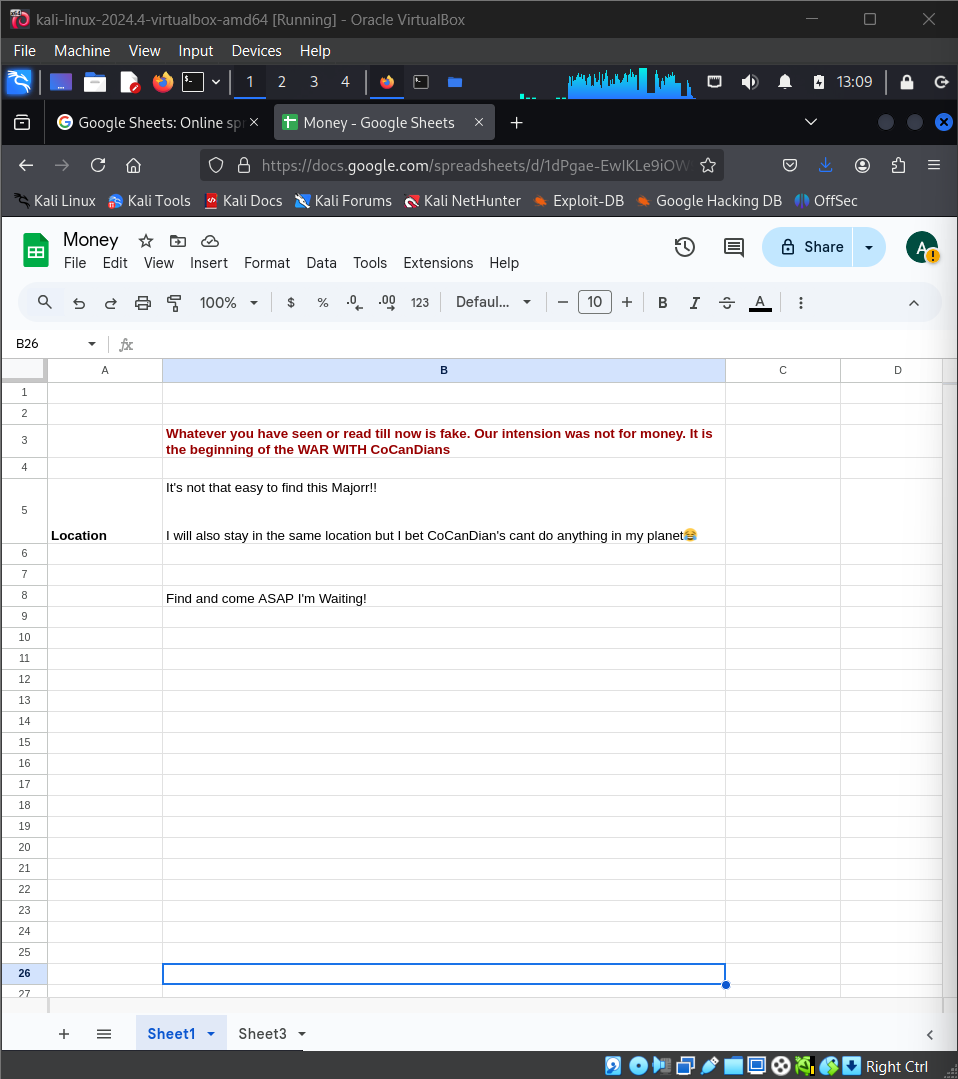 kali-linux-2024.4-virtualbox-amd64 [Running] - Oracle VirtualBox
File Machine View Input Devices Help
1 2 3 4 13:09
Google Sheets: Online spr Money - Google Sheets
https://docs.google.com/spreadsheets/d/1dPgae-EwIKLe9iOW
Kali Linux Kali Tools Kali Docs Kali Forums Kali NetHunter Exploit-DB Google Hacking DB OffSec
Money
Share
A
File Edit View Insert Format Data Tools Extensions Help
100% $ % .0 .00 123 Defaul... 10 B I S A
B26 fx
A B C D
1
2
3 Whatever you have seen or read till now is fake. Our intension was not for money. It is
the beginning of the WAR WITH CoCanDians
4
It's not that easy to find this Majorr!!
5
Location I will also stay in the same location but I bet CoCanDian's cant do anything in my planet😂
6
7
8 Find and come ASAP I'm Waiting!
9
10
11
12
13
14
15
16
17
18
19
20
21
22
23
24
25
26
27
Sheet1 Sheet3
Right Ctrl